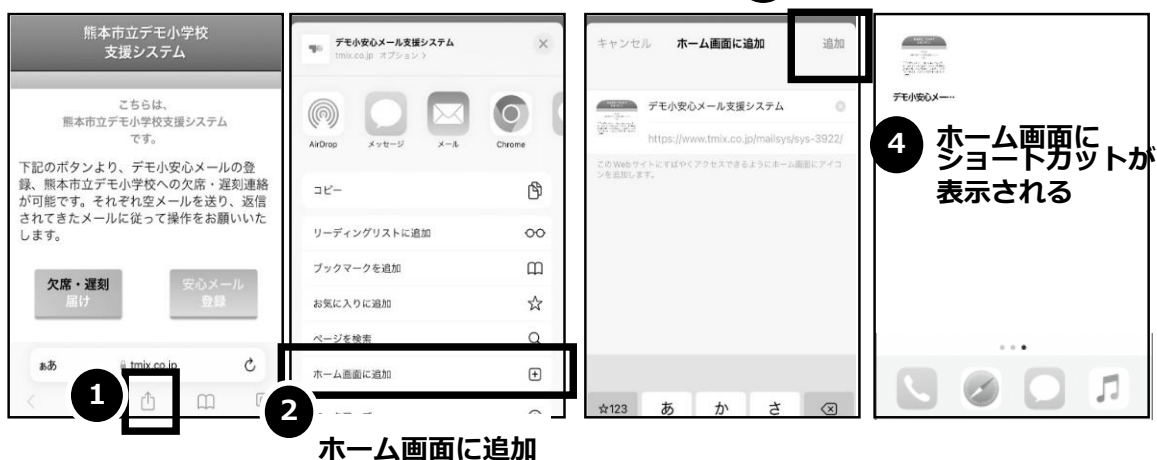 熊本市立デモ小学校
支援システム
こちらは、
熊本市立デモ小学校支援システム
です。
下記のボタンより、デモ小安心メールの登
録、熊本市立デモ小学校への欠席・遅刻連絡
が可能です。それぞれ空メールを送り、返信
されてきたメールに従って操作をお願いいた
します。
欠席・遅刻
届け
安心メール
登録
ぁあ
tmix.co.jp
1
デモ小安心メール支援システム
tmix.co.jp オプション >
AirDrop
メッセージ
メール
Chrome
コピー
リーディングリストに追加
ブックマークを追加
お気に入りに追加
ページを検索
ホーム画面に追加
2
ホーム画面に追加
キャンセル
ホーム画面に追加
追加
デモ小安心メール支援システム
https://www.tmix.co.jp/mailsys/sys-3922/
このWebサイトにすばやくアクセスできるようにホーム画面にアイコ
ンを追加します。
☆123
あ
か
さ
デモ小安心メー…
4
ホーム画面に
ショートカットが
表示される